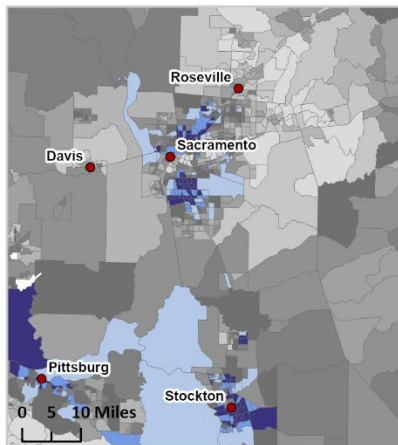 Roseville
Sacramento
Davis
Pittsburg
Stockton
0 5 10 Miles